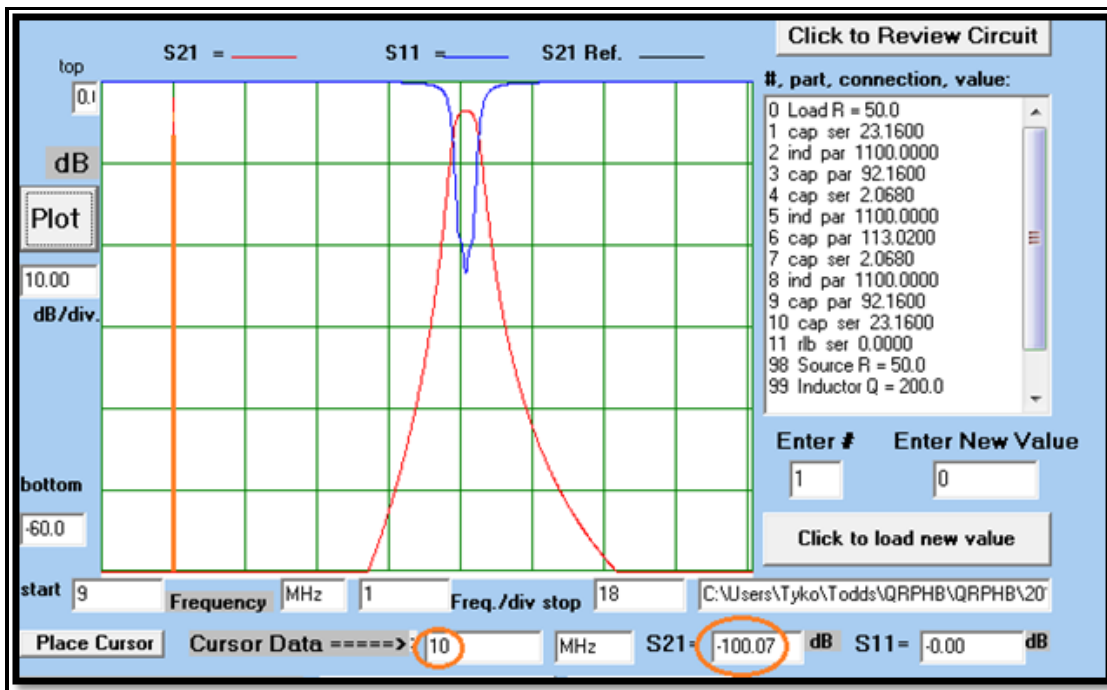 S21 =
S11 =
S21 Ref.
Click to Review Circuit
top
#, part, connection, value:
dB
Plot
10.00
dB/div.
0 Load R = 50.0
1 cap ser 23.1600
2 ind par 1100.0000
3 cap par 92.1600
4 cap ser 2.0680
5 ind par 1100.0000
6 cap par 113.0200
7 cap ser 2.0680
8 ind par 1100.0000
9 cap par 92.1600
10 cap ser 23.1600
11 rlb ser 0.0000
98 Source R = 50.0
99 Inductor Q = 200.0
Enter # Enter New Value
1 0
bottom
-60.0
Click to load new value
start 9 Frequency MHz 1 Freq./div stop 18 C:\Users\Tyko\Todds\QRPHB\QRPHB\20
Place Cursor Cursor Data =====>: 10 MHz S21= -100.07 dB S11= -0.00 dB